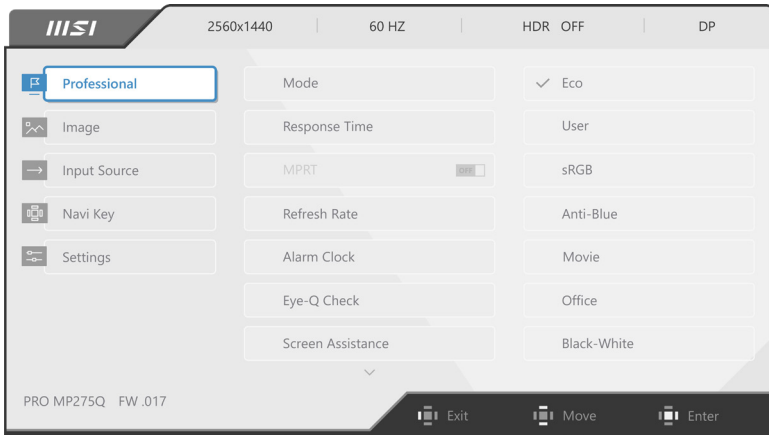 msi 2560x1440 60 HZ HDR OFF DP
Professional Mode Eco
Image Response Time User
Input Source MPRT OFF sRGB
Navi Key Refresh Rate Anti-Blue
Settings Alarm Clock Movie
Eye-Q Check Office
Screen Assistance Black-White
PRO MP275Q FW .017
Exit Move Enter